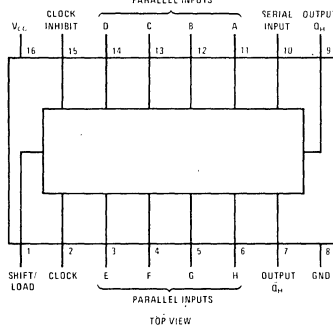 PARALLEL INPUTS
CLOCK SERIAL OUTPUT
VCC INHIBIT D C B A INPUT QH
16 15 14 13 12 11 10 9
1 2 3 4 5 6 7 8
SHIFT/ CLOCK E F G H OUTPUT GND
LOAD Q̄H
PARALLEL INPUTS
TOP VIEW